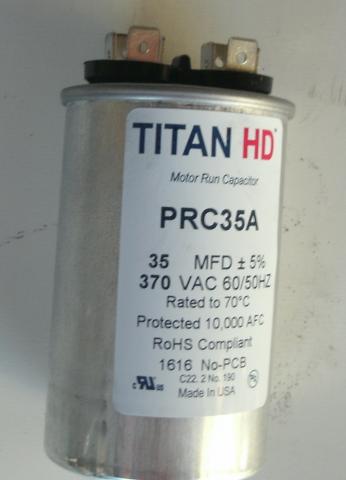 TITAN HD
Motor Run Capacitor
PRC35A
35 MFD ± 5%
370 VAC 60/50HZ
Rated to 70°C
Protected 10,000 AFC
RoHS Compliant
1616 No-PCB
C22. 2 No. 190
Made In USA